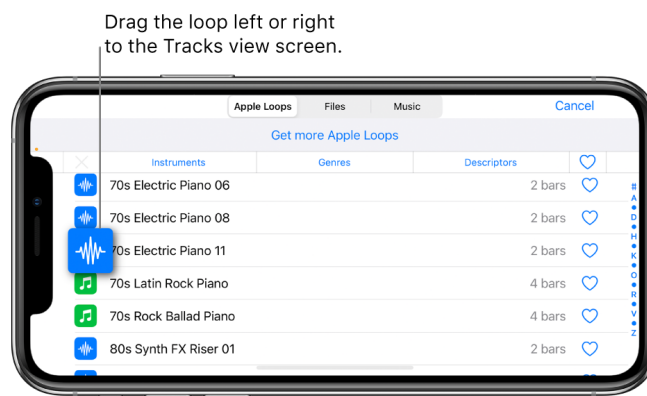 Drag the loop left or right
to the Tracks view screen.
Apple Loops Files Music Cancel
Get more Apple Loops
Instruments Genres Descriptors
70s Electric Piano 06 2 bars
70s Electric Piano 08 2 bars
70s Electric Piano 11 2 bars
70s Latin Rock Piano 4 bars
70s Rock Ballad Piano 4 bars
80s Synth FX Riser 01 2 bars
#
A
D
H
K
O
R
V
Z